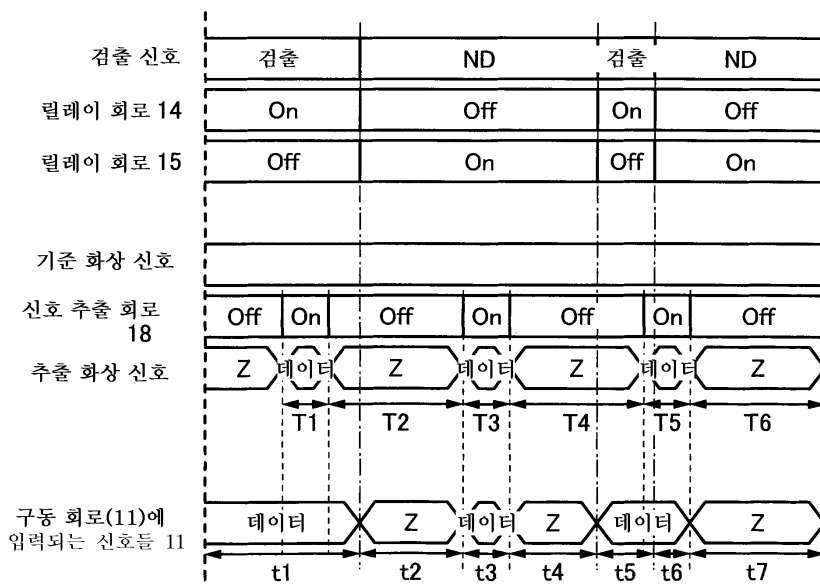 검출 신호 검출 ND 검출 ND
릴레이 회로 14 On Off On Off
릴레이 회로 15 Off On Off On
기준 화상 신호
신호 추출 회로 18 Off On Off On Off On Off
추출 화상 신호 Z 데이터 Z 데이터 Z 데이터 Z
T1 T2 T3 T4 T5 T6
구동 회로(11)에
입력되는 신호들 11 데이터 Z 데이터 Z 데이터 Z
t1 t2 t3 t4 t5 t6 t7